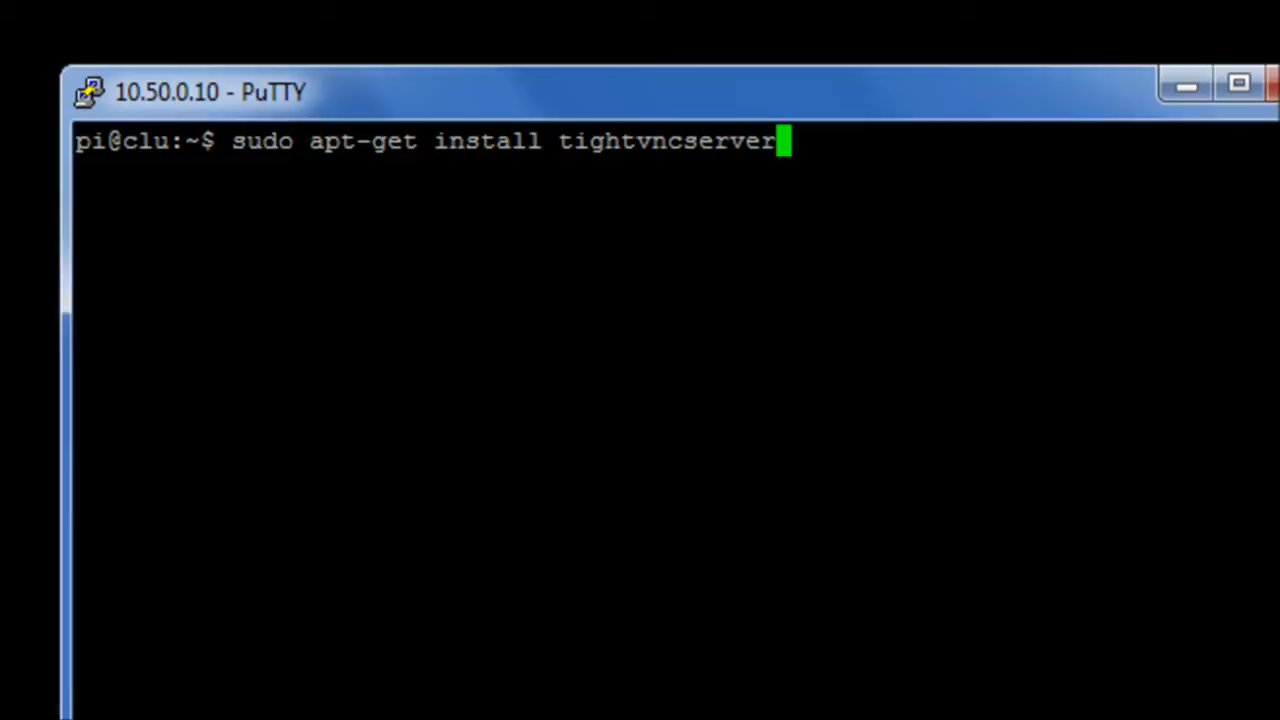 10.50.0.10 - PuTTY
pi@clu:~$ sudo apt-get install tightvncserver